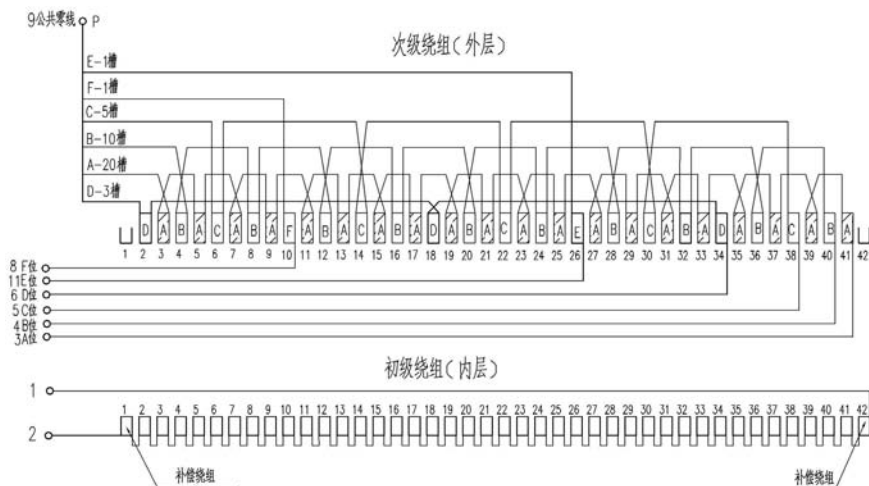 9公共零线 P
次级绕组(外层)
E-1槽
F-1槽
C-5槽
B-10槽
A-20槽
D-3槽
D A B A C A B A F A B A C A B A D A B A C A B A E A B A C A B A D A B A C A B A
1 2 3 4 5 6 7 8 9 10 11 12 13 14 15 16 17 18 19 20 21 22 23 24 25 26 27 28 29 30 31 32 33 34 35 36 37 38 39 40 41 42
8 F位
11E位
6 D位
5 C位
4 B位
3 A位
初级绕组(内层)
1
1 2 3 4 5 6 7 8 9 10 11 12 13 14 15 16 17 18 19 20 21 22 23 24 25 26 27 28 29 30 31 32 33 34 35 36 37 38 39 40 41 42
2
补偿绕组 补偿绕组